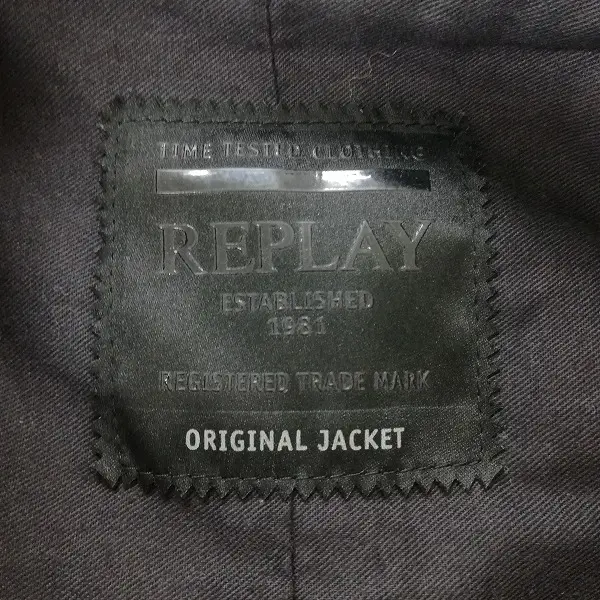 TIME TESTED CLOTHING
REPLAY
ESTABLISHED
1981
REGISTERED TRADE MARK
ORIGINAL JACKET